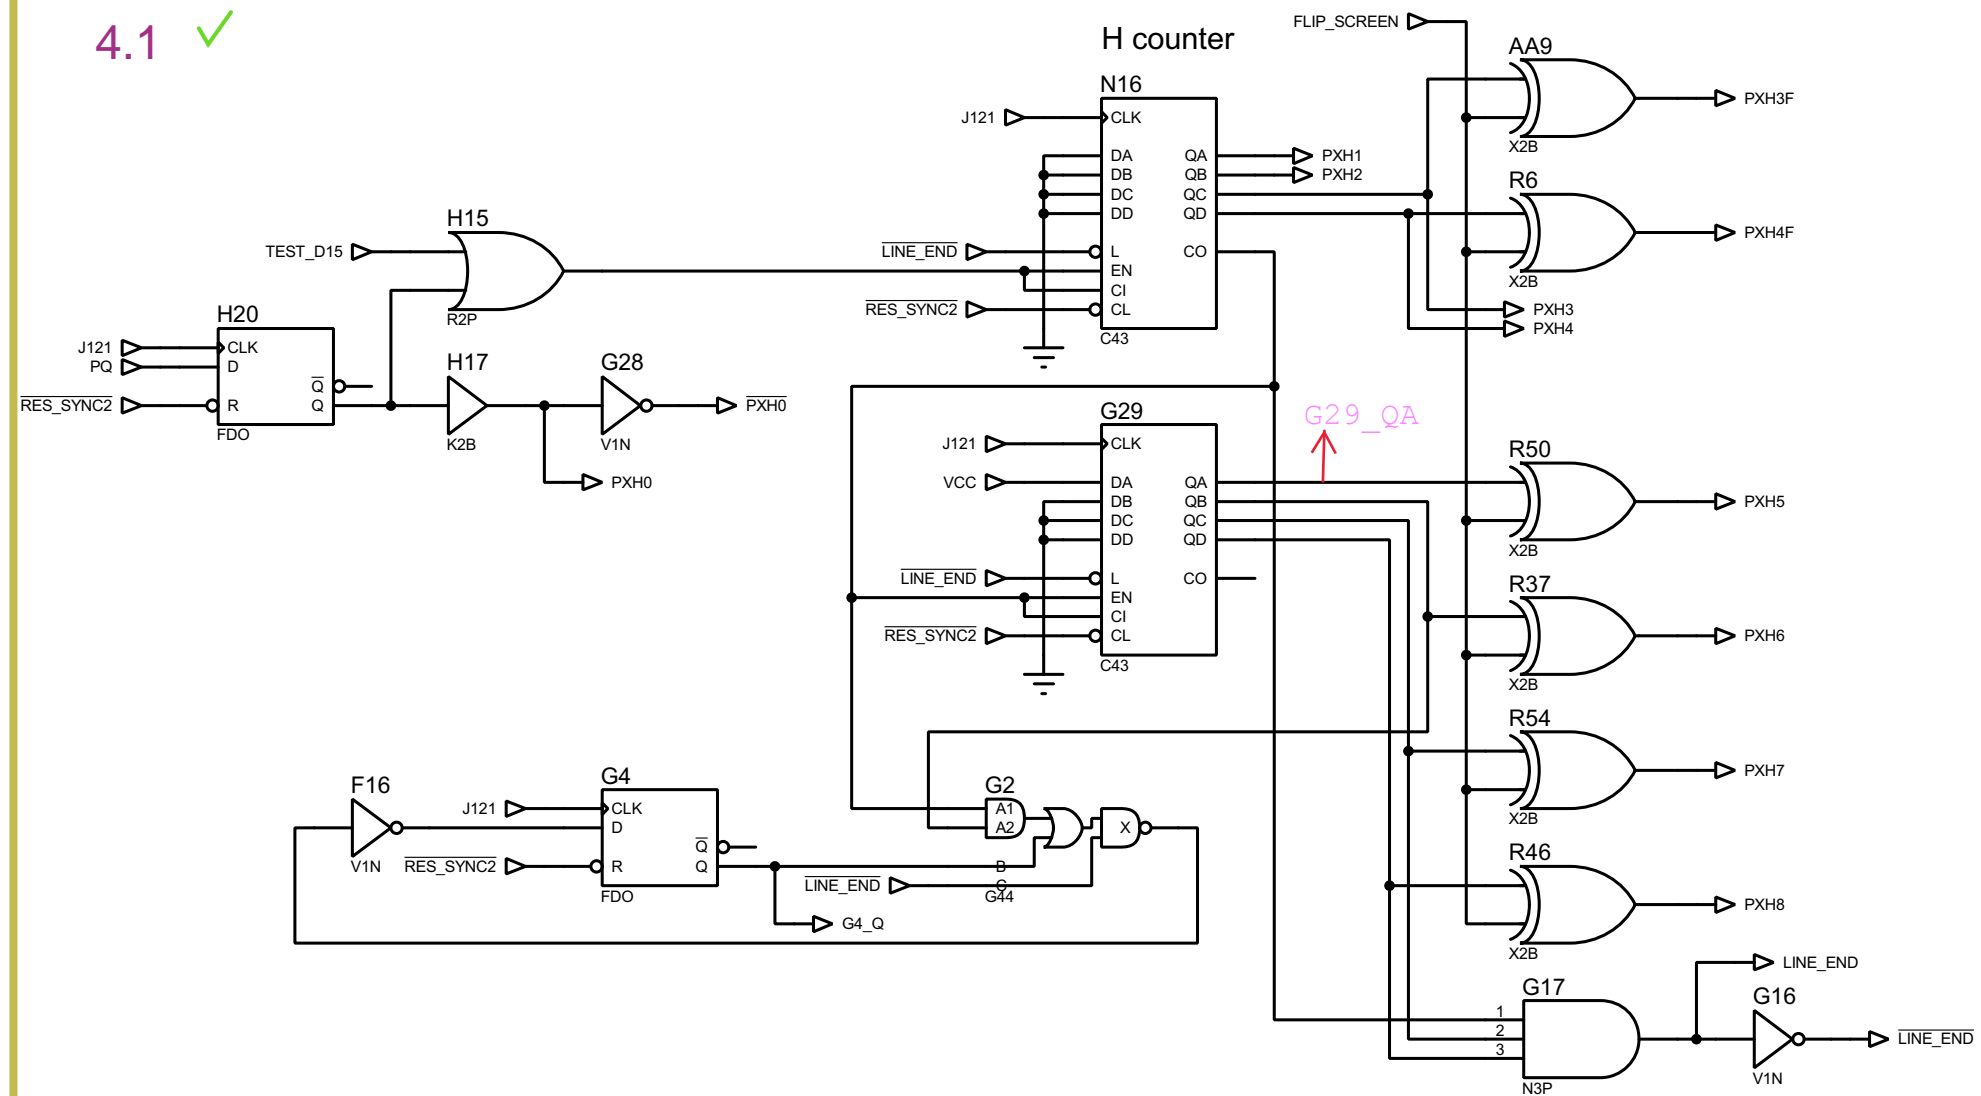 4.1
H counter
FLIP_SCREEN
AA9
PXH3F
X2B
N16
J121
CLK
DA
DB
DC
DD
L
EN
CI
CL
QA
QB
QC
QD
CO
C43
PXH1
PXH2
LINE_END
RES_SYNC2
R6
PXH4F
X2B
PXH3
PXH4
H15
TEST_D15
R2P
H20
J121
PQ
RES_SYNC2
CLK
D
R
Q
Q
FDO
H17
K2B
G28
V1N
PXH0
PXH0
G29
G29_QA
J121
VCC
LINE_END
RES_SYNC2
CLK
DA
DB
DC
DD
L
EN
CI
CL
QA
QB
QC
QD
CO
C43
R50
PXH5
X2B
R37
PXH6
X2B
R54
PXH7
X2B
R46
PXH8
X2B
F16
V1N
G4
J121
RES_SYNC2
CLK
D
R
Q
Q
FDO
G4_Q
G2
A1
A2
X
B
C
G44
LINE_END
G17
1
2
3
N3P
LINE_END
G16
V1N
LINE_END